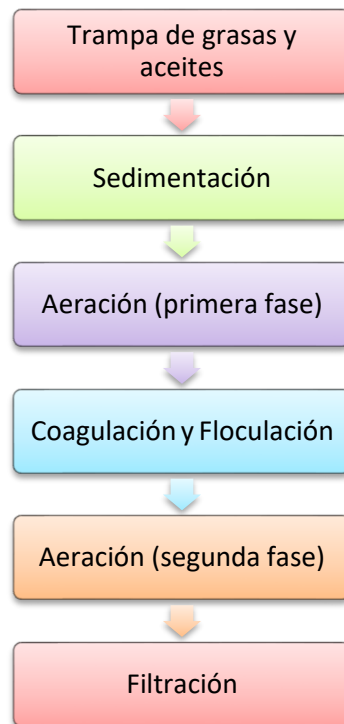 Trampa de grasas y
aceites
Sedimentación
Aeración (primera fase)
Coagulación y Floculación
Aeración (segunda fase)
Filtración